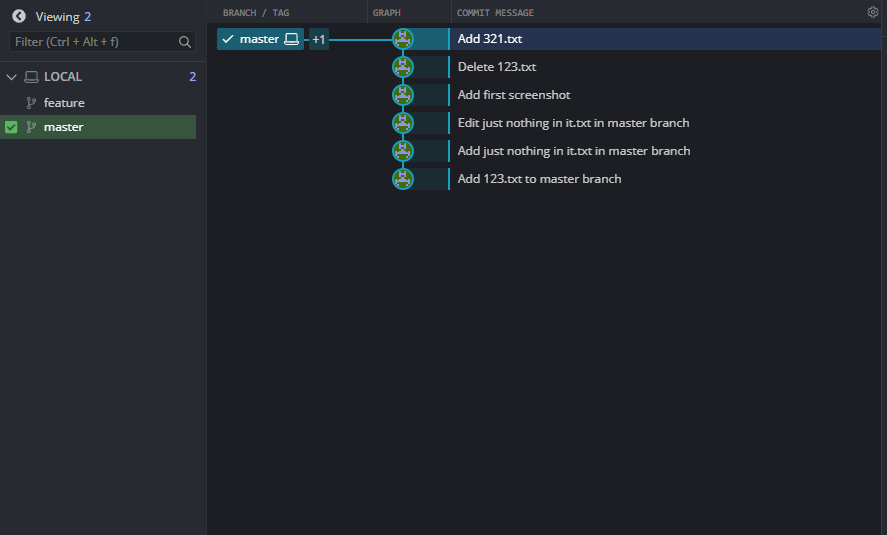 Viewing 2
Filter (Ctrl + Alt + f)
LOCAL 2
feature
master
BRANCH / TAG GRAPH COMMIT MESSAGE
master +1 Add 321.txt
Delete 123.txt
Add first screenshot
Edit just nothing in it.txt in master branch
Add just nothing in it.txt in master branch
Add 123.txt to master branch